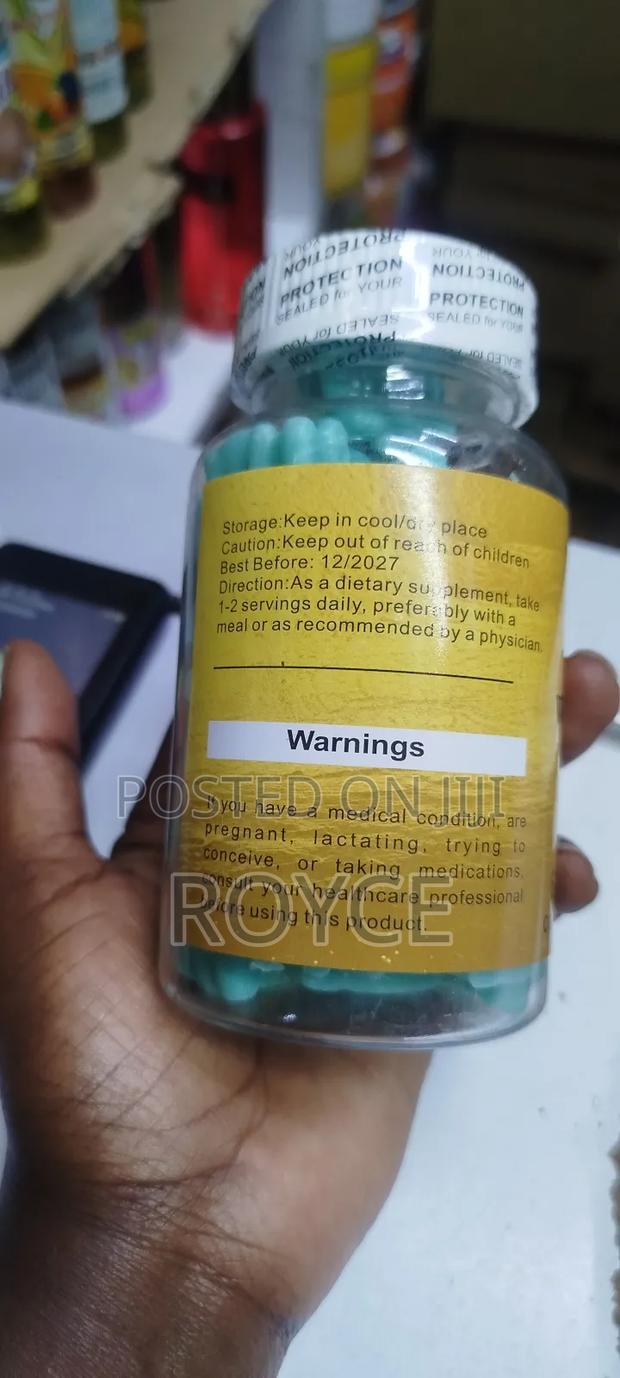 PROTECTION
SEALED for YOUR
PROTECTION
SEALED for YOUR
Storage:Keep in cool/dry place
Caution:Keep out of reach of children
Best Before: 12/2027
Direction:As a dietary supplement, take
1-2 servings daily, preferably with a
meal or as recommended by a physician.
Warnings
If you have a medical condition, are
pregnant, lactating, trying to
conceive, or taking medications,
consult your healthcare professional
before using this product.
POSTED ON JIJI
ROYCE